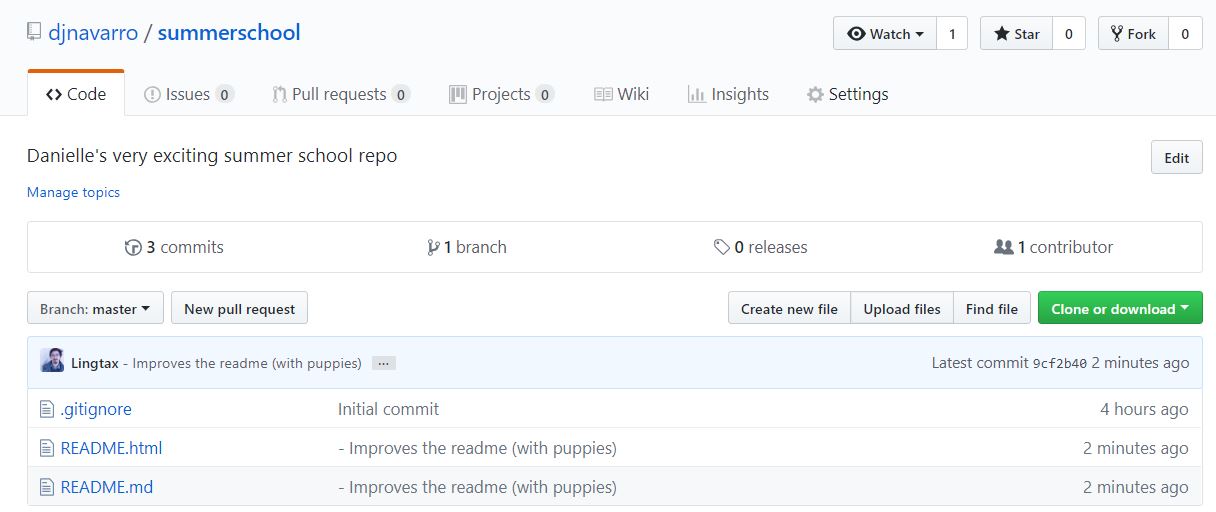 djnavarro / summerschool Watch 1 Star 0 Fork 0
Code Issues 0 Pull requests 0 Projects 0 Wiki Insights Settings
Danielle's very exciting summer school repo Edit
Manage topics
3 commits 1 branch 0 releases 1 contributor
Branch: master New pull request Create new file Upload files Find file Clone or download
Lingtax - Improves the readme (with puppies) ... Latest commit 9cf2b40 2 minutes ago
.gitignore Initial commit 4 hours ago
README.html - Improves the readme (with puppies) 2 minutes ago
README.md - Improves the readme (with puppies) 2 minutes ago